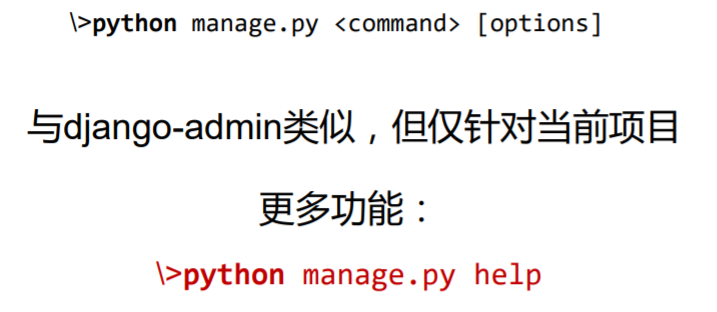 \>python manage.py <command> [options]
与django-admin类似，但仅针对当前项目
更多功能：
\>python manage.py help